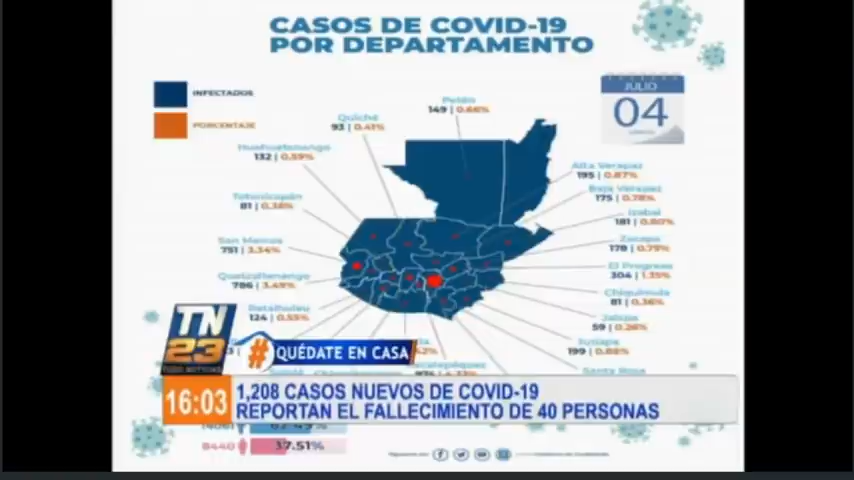 CASOS DE COVID-19
POR DEPARTAMENTO
INFECTADOS
PORCENTAJE
JULIO
04
Petén
149 | 0.66%
Quiché
93 | 0.41%
Huehuetenango
132 | 0.59%
Totonicapán
81 | 0.36%
San Marcos
751 | 3.34%
Quetzaltenango
786 | 3.49%
Retalhuleu
124 | 0.55%
Alta Verapaz
195 | 0.87%
Baja Verapaz
175 | 0.78%
Izabal
181 | 0.80%
Zacapa
178 | 0.79%
El Progreso
304 | 1.35%
Chiquimula
81 | 0.36%
Jalapa
59 | 0.26%
Jutiapa
199 | 0.88%
Santa Rosa
TN
23
TODO NOTICIAS
#QUÉDATE EN CASA
16:03
1,208 CASOS NUEVOS DE COVID-19
REPORTAN EL FALLECIMIENTO DE 40 PERSONAS
62.49%
8440
37.51%